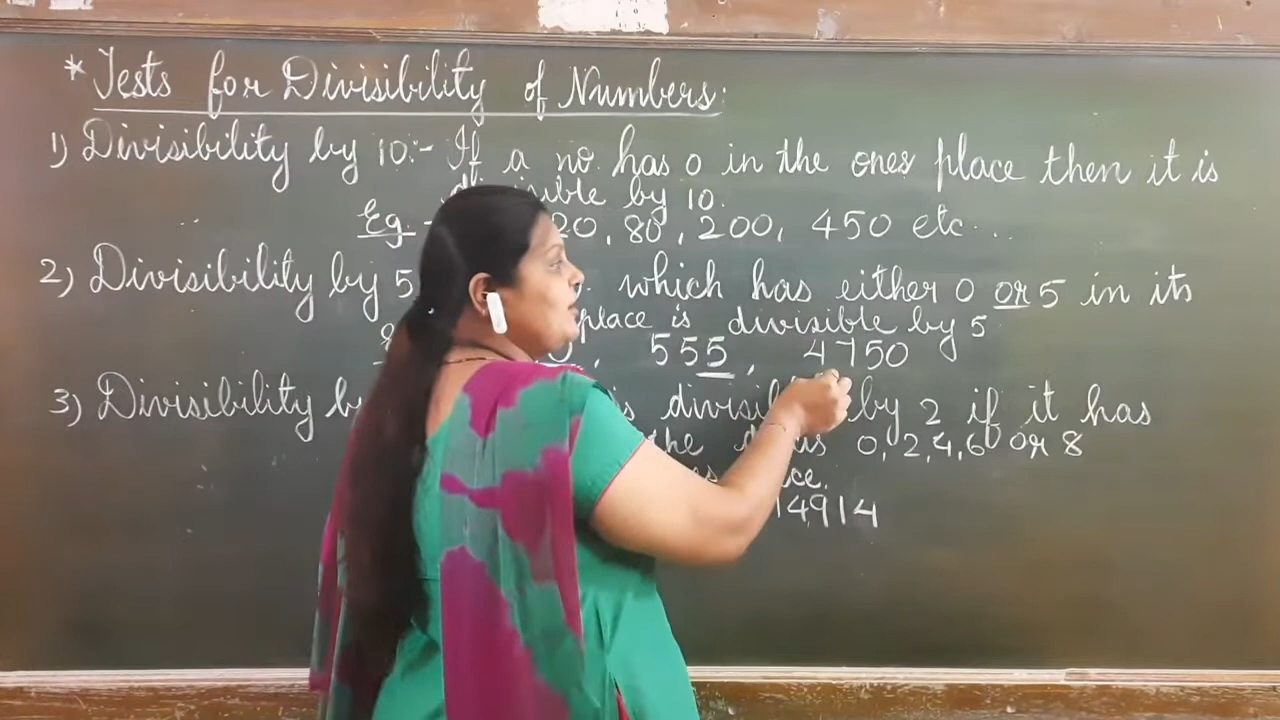 * Tests for Divisibility of Numbers:
1) Divisibility by 10:- If a no. has 0 in the ones place then it is
by 10.
Eg. 20, 80, 200, 450 etc...
2) Divisibility by 5 which has either 0 or 5 in its
place is divisible by 5
555, 4750
3) Divisibility by 2 if it has
0, 2, 4, 6 or 8
14914